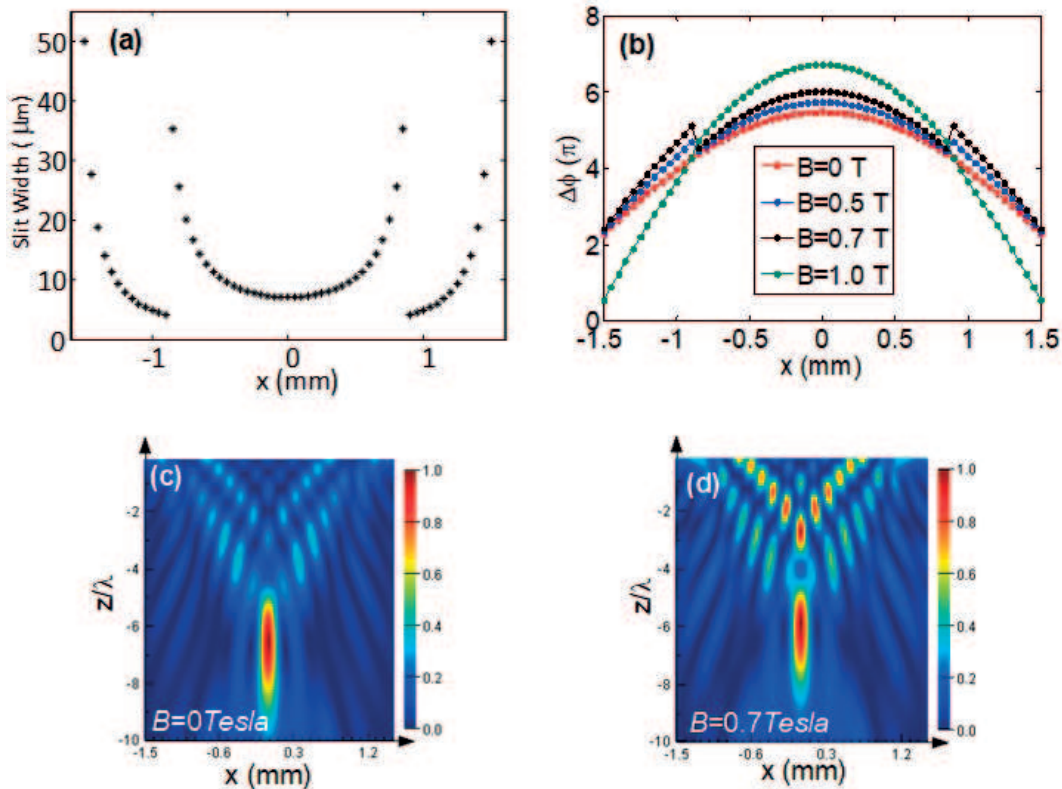 (a)
Slit Width ( μm)
50
40
30
20
10
0
-1
0
1
x (mm)
(b)
Δϕ (π)
8
6
4
2
0
-1.5
-1
-0.5
0
0.5
1
1.5
x (mm)
B=0 T
B=0.5 T
B=0.7 T
B=1.0 T
(c)
z/λ
-2
-4
-6
-8
-10
-1.5
-0.6
0.3
1.2
x (mm)
B=0Tesla
1.0
0.8
0.6
0.4
0.2
0.0
(d)
z/λ
-2
-4
-6
-8
-10
-1.5
-0.6
0.3
1.2
x (mm)
B=0.7Tesla
1.0
0.8
0.6
0.4
0.2
0.0